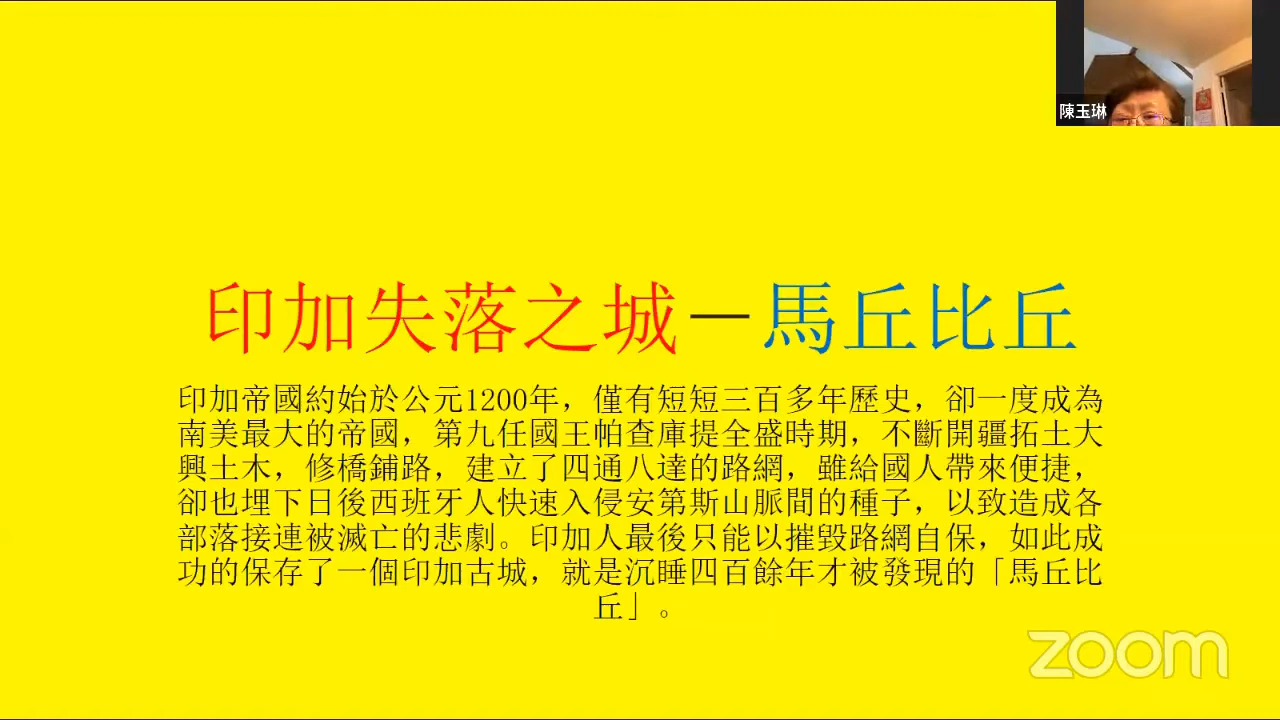 陳玉琳
印加失落之城－馬丘比丘
印加帝國約始於公元1200年，僅有短短三百多年歷史，卻一度成為
南美最大的帝國，第九任國王帕查庫提全盛時期，不斷開疆拓土大
興土木，修橋鋪路，建立了四通八達的路網，雖給國人帶來便捷，
卻也埋下日後西班牙人快速入侵安第斯山脈間的種子，以致造成各
部落接連被滅亡的悲劇。印加人最後只能以摧毀路網自保，如此成
功的保存了一個印加古城，就是沉睡四百餘年才被發現的「馬丘比
丘」。
zoom